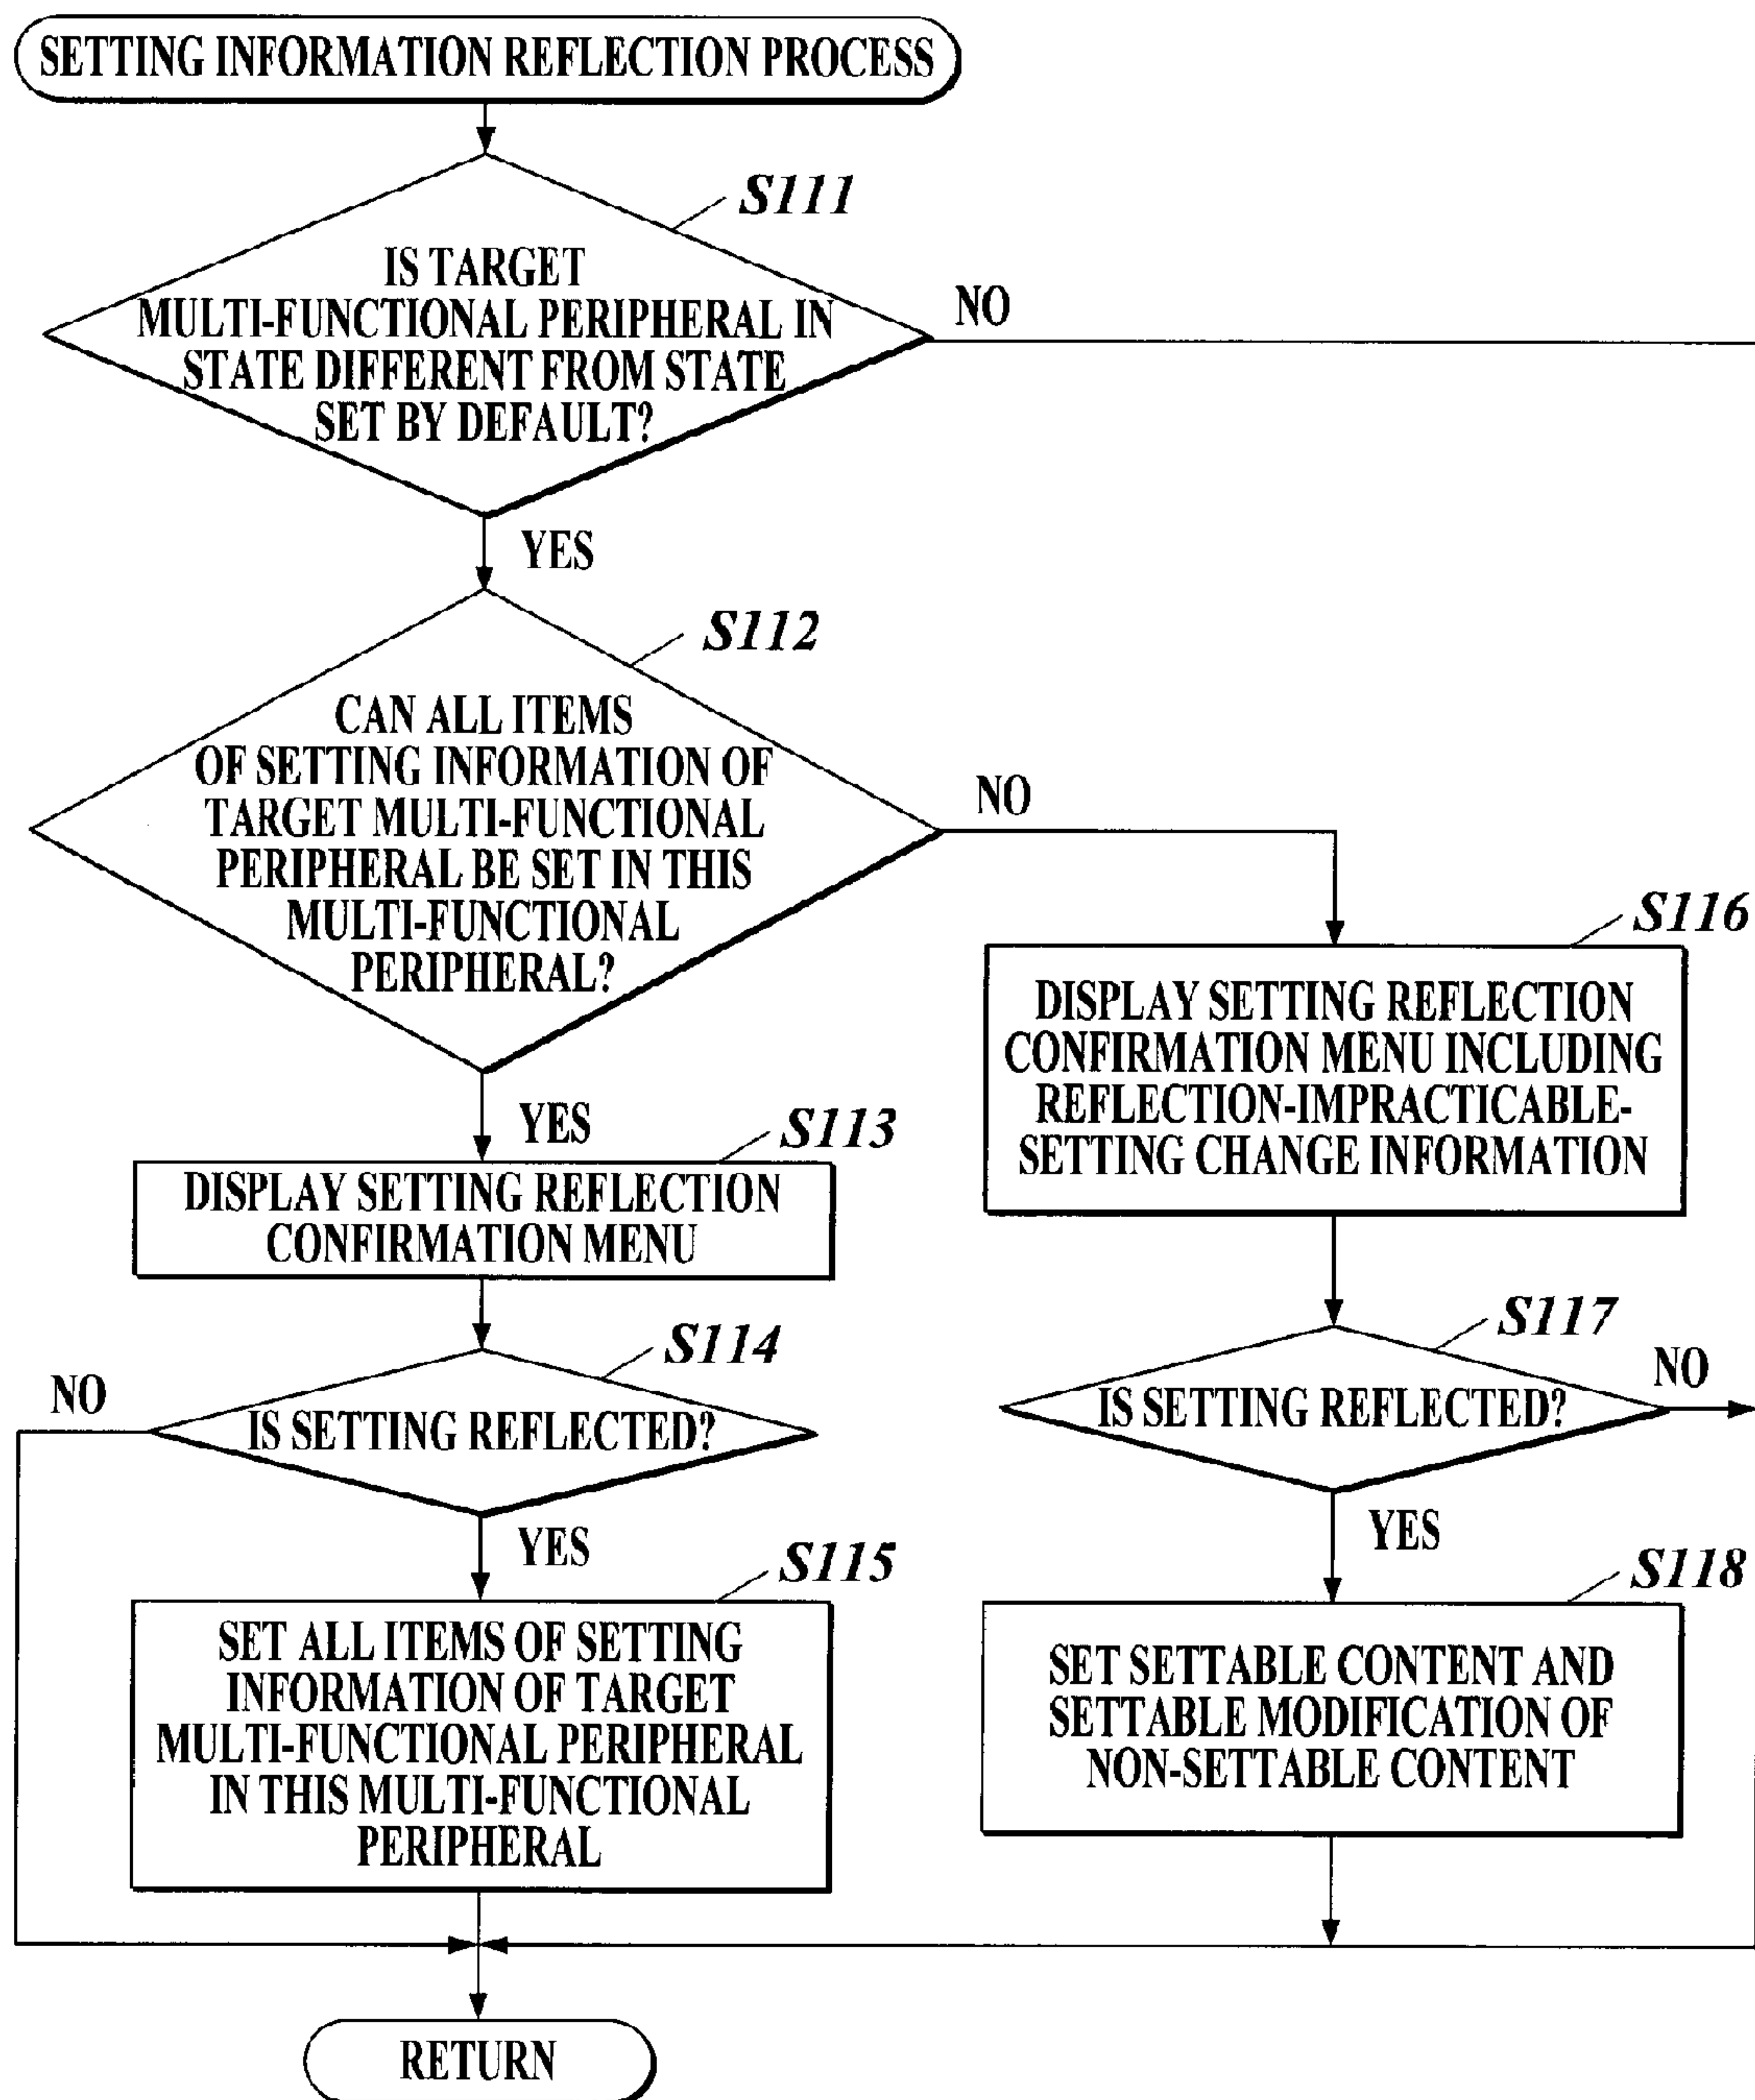 SETTING INFORMATION REFLECTION PROCESS
S111
IS TARGET
MULTI-FUNCTIONAL PERIPHERAL IN
STATE DIFFERENT FROM STATE
SET BY DEFAULT?
NO
YES
S112
CAN ALL ITEMS
OF SETTING INFORMATION OF
TARGET MULTI-FUNCTIONAL
PERIPHERAL BE SET IN THIS
MULTI-FUNCTIONAL
PERIPHERAL?
NO
YES
S113
DISPLAY SETTING REFLECTION
CONFIRMATION MENU
S114
IS SETTING REFLECTED?
NO
YES
S115
SET ALL ITEMS OF SETTING
INFORMATION OF TARGET
MULTI-FUNCTIONAL PERIPHERAL
IN THIS MULTI-FUNCTIONAL
PERIPHERAL
S116
DISPLAY SETTING REFLECTION
CONFIRMATION MENU INCLUDING
REFLECTION-IMPRACTICABLE-
SETTING CHANGE INFORMATION
S117
IS SETTING REFLECTED?
NO
YES
S118
SET SETTABLE CONTENT AND
SETTABLE MODIFICATION OF
NON-SETTABLE CONTENT
RETURN